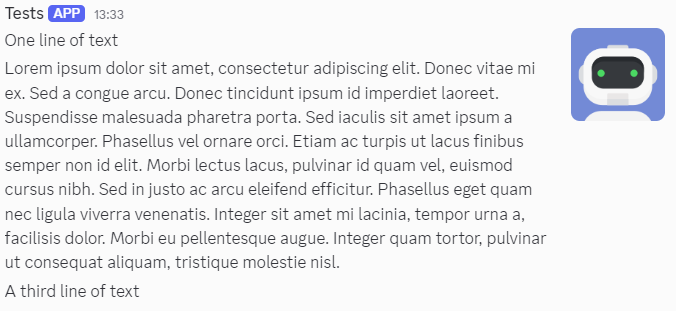 Tests APP 13:33
One line of text
Lorem ipsum dolor sit amet, consectetur adipiscing elit. Donec vitae mi
ex. Sed a congue arcu. Donec tincidunt ipsum id imperdiet laoreet.
Suspendisse malesuada pharetra porta. Sed iaculis sit amet ipsum a
ullamcorper. Phasellus vel ornare orci. Etiam ac turpis ut lacus finibus
semper non id elit. Morbi lectus lacus, pulvinar id quam vel, euismod
cursus nibh. Sed in justo ac arcu eleifend efficitur. Phasellus eget quam
nec ligula viverra venenatis. Integer sit amet mi lacinia, tempor urna a,
facilisis dolor. Morbi eu pellentesque augue. Integer quam tortor, pulvinar
ut consequat aliquam, tristique molestie nisl.
A third line of text